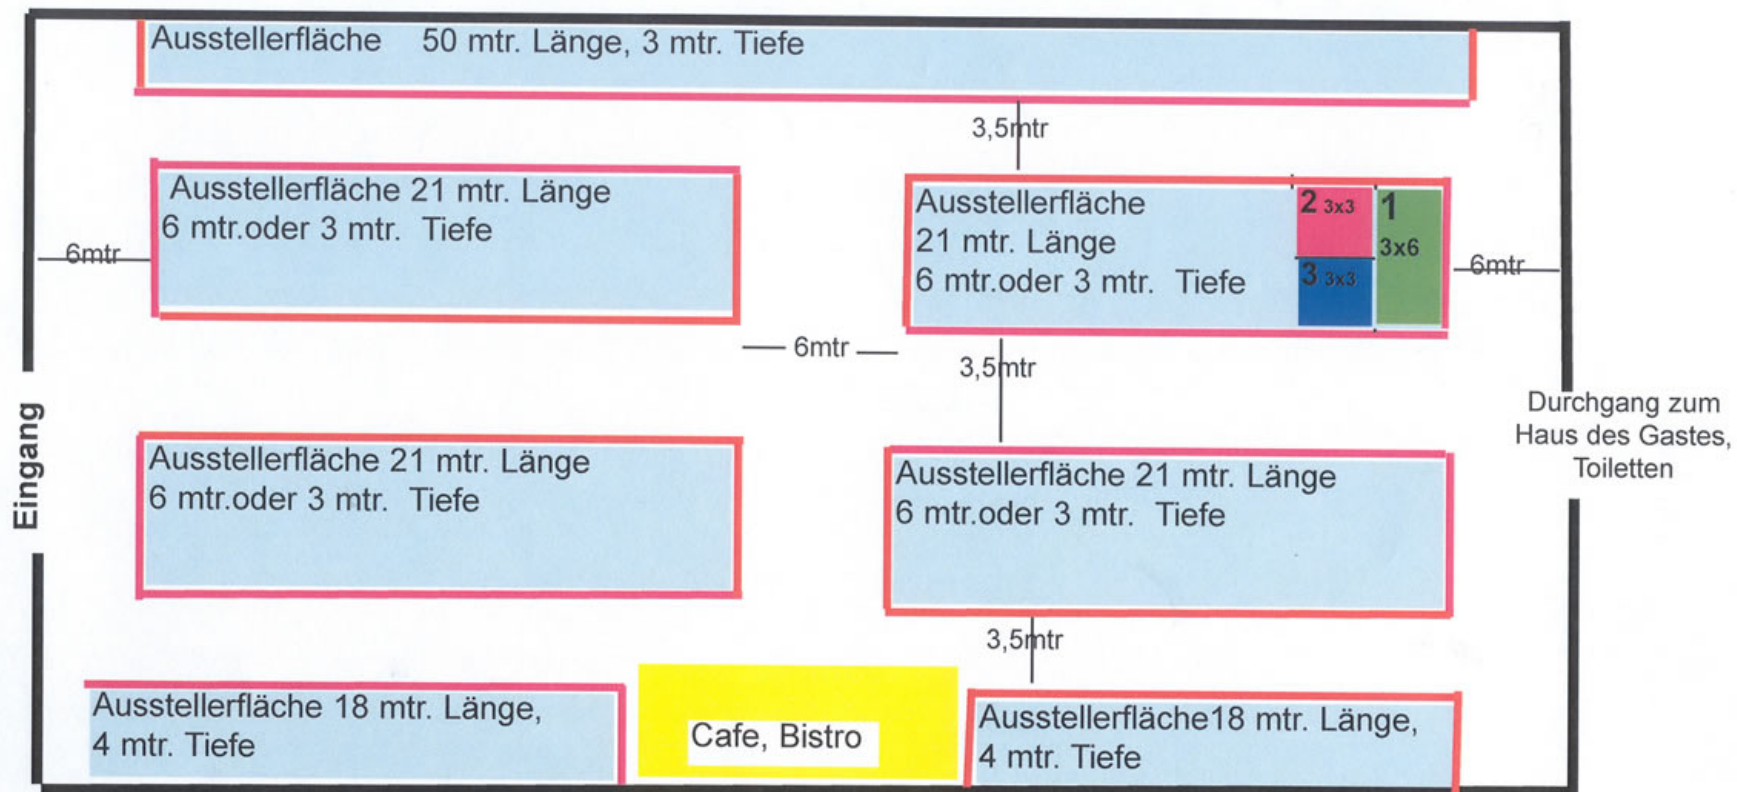 Ausstellerfläche 50 mtr. Länge, 3 mtr. Tiefe
3,5mtr
Ausstellerfläche 21 mtr. Länge
6 mtr.oder 3 mtr. Tiefe
Ausstellerfläche
21 mtr. Länge
6 mtr.oder 3 mtr. Tiefe
2 3x3
1
3x6
3 3x3
6mtr
6mtr
6mtr
3,5mtr
Eingang
Durchgang zum
Haus des Gastes,
Toiletten
Ausstellerfläche 21 mtr. Länge
6 mtr.oder 3 mtr. Tiefe
Ausstellerfläche 21 mtr. Länge
6 mtr.oder 3 mtr. Tiefe
3,5mtr
Ausstellerfläche 18 mtr. Länge,
4 mtr. Tiefe
Cafe, Bistro
Ausstellerfläche18 mtr. Länge,
4 mtr. Tiefe